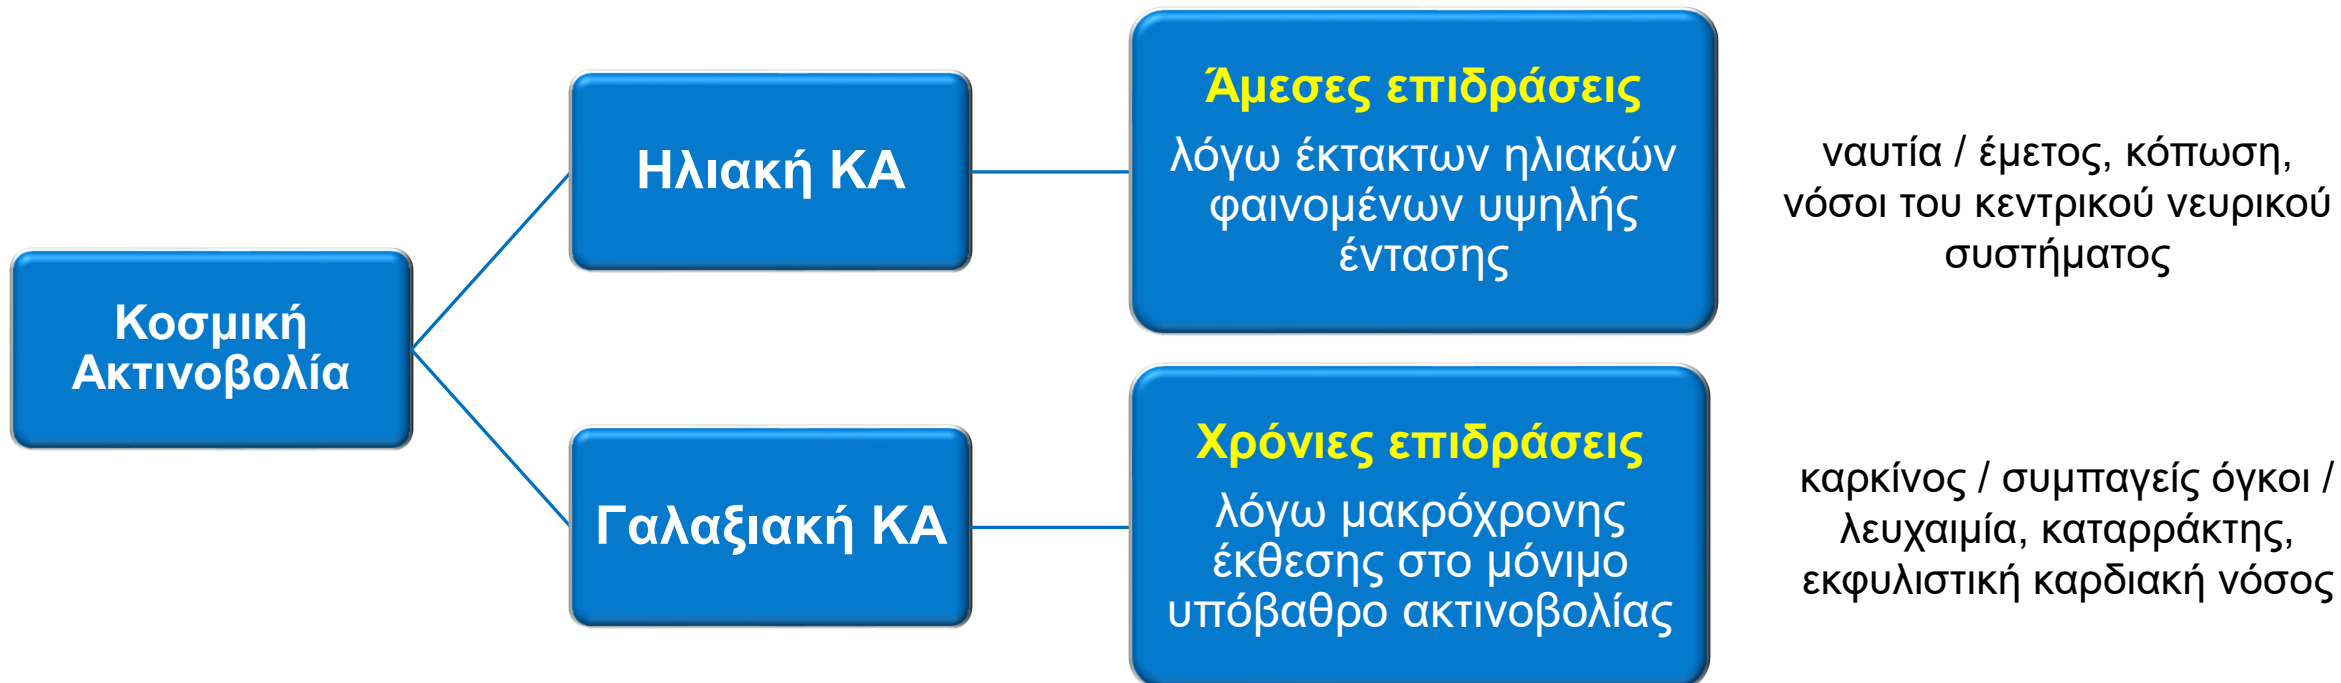 Κοσμική
Ακτινοβολία
Ηλιακή ΚΑ
Άμεσες επιδράσεις
λόγω έκτακτων ηλιακών
φαινομένων υψηλής
έντασης
ναυτία / έμετος, κόπωση,
νόσοι του κεντρικού νευρικού
συστήματος
Γαλαξιακή ΚΑ
Χρόνιες επιδράσεις
λόγω μακρόχρονης
έκθεσης στο μόνιμο
υπόβαθρο ακτινοβολίας
καρκίνος / συμπαγείς όγκοι /
λευχαιμία, καταρράκτης,
εκφυλιστική καρδιακή νόσος